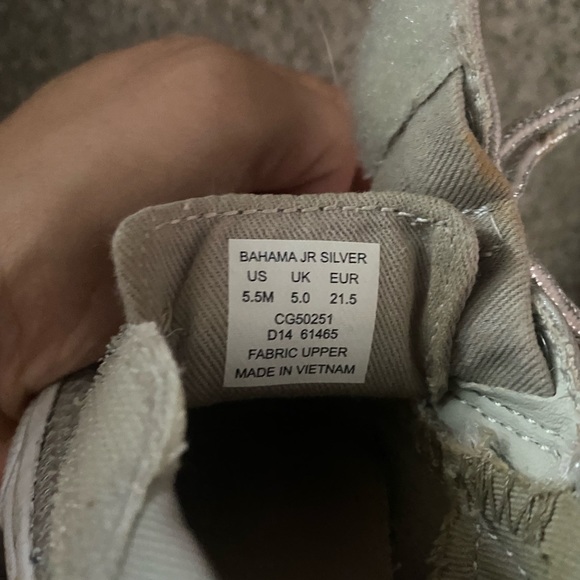 BAHAMA JR SILVER
US UK EUR
5.5M 5.0 21.5
CG50251
D14 61465
FABRIC UPPER
MADE IN VIETNAM